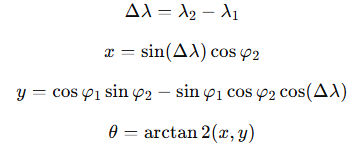 Δλ = λ₂ − λ₁
x = sin(Δλ) cos φ₂
y = cos φ₁ sin φ₂ − sin φ₁ cos φ₂ cos(Δλ)
θ = arctan 2(x, y)